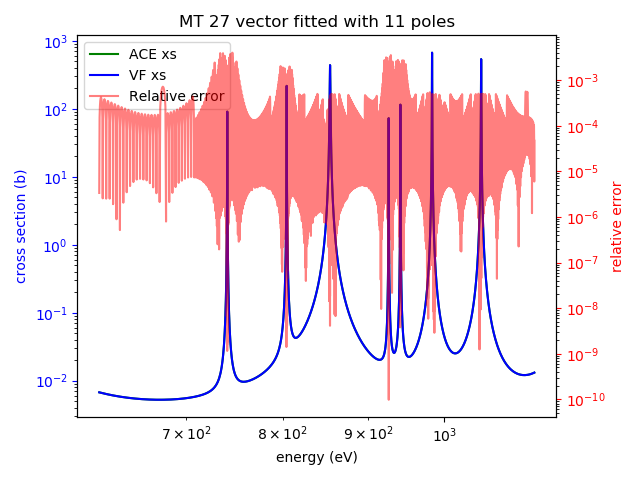 MT 27 vector fitted with 11 poles
ACE xs
VF xs
Relative error
cross section (b)
10³
10²
10¹
10⁰
10⁻¹
10⁻²
relative error
10⁻³
10⁻⁴
10⁻⁵
10⁻⁶
10⁻⁷
10⁻⁸
10⁻⁹
10⁻¹⁰
7 × 10² 8 × 10² 9 × 10² 10³
energy (eV)